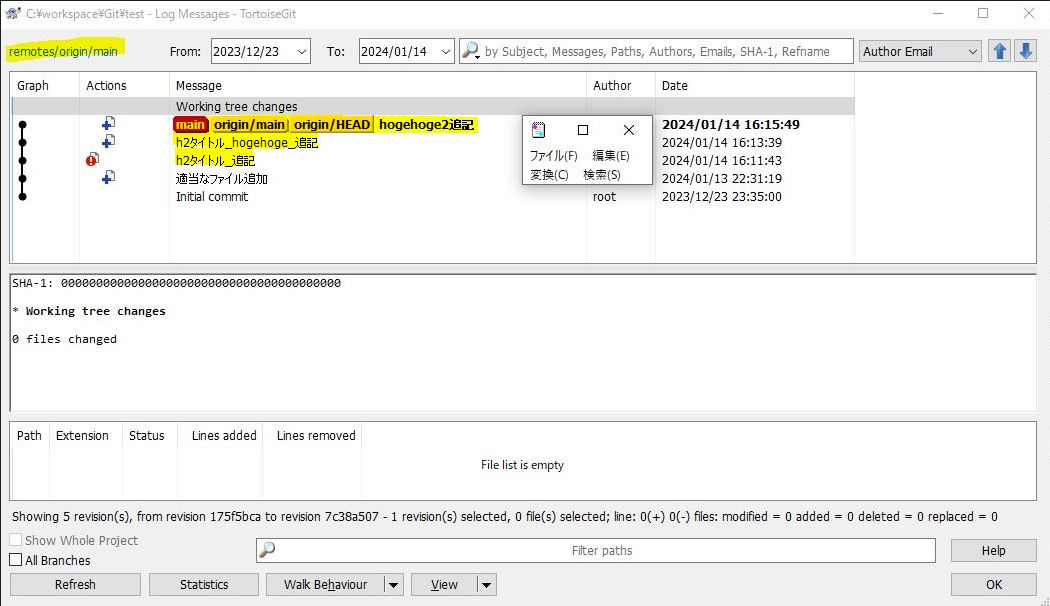 C:¥workspace¥Git¥test - Log Messages - TortoiseGit
remotes/origin/main From: 2023/12/23 To: 2024/01/14 by Subject, Messages, Paths, Authors, Emails, SHA-1, Refname Author Email
Graph Actions Message Author Date
Working tree changes
main origin/main origin/HEAD hogehoge2追記 2024/01/14 16:15:49
h2タイトル_hogehoge_追記 2024/01/14 16:13:39
h2タイトル_追記 2024/01/14 16:11:43
適当なファイル追加 2024/01/13 22:31:19
Initial commit root 2023/12/23 23:35:00
ファイル(F) 編集(E)
変換(C) 検索(S)
SHA-1: 0000000000000000000000000000000000000000
* Working tree changes
0 files changed
Path Extension Status Lines added Lines removed
File list is empty
Showing 5 revision(s), from revision 175f5bca to revision 7c38a507 - 1 revision(s) selected, 0 file(s) selected; line: 0(+) 0(-) files: modified = 0 added = 0 deleted = 0 replaced = 0
Show Whole Project
All Branches
Filter paths
Help
Refresh Statistics Walk Behaviour View OK